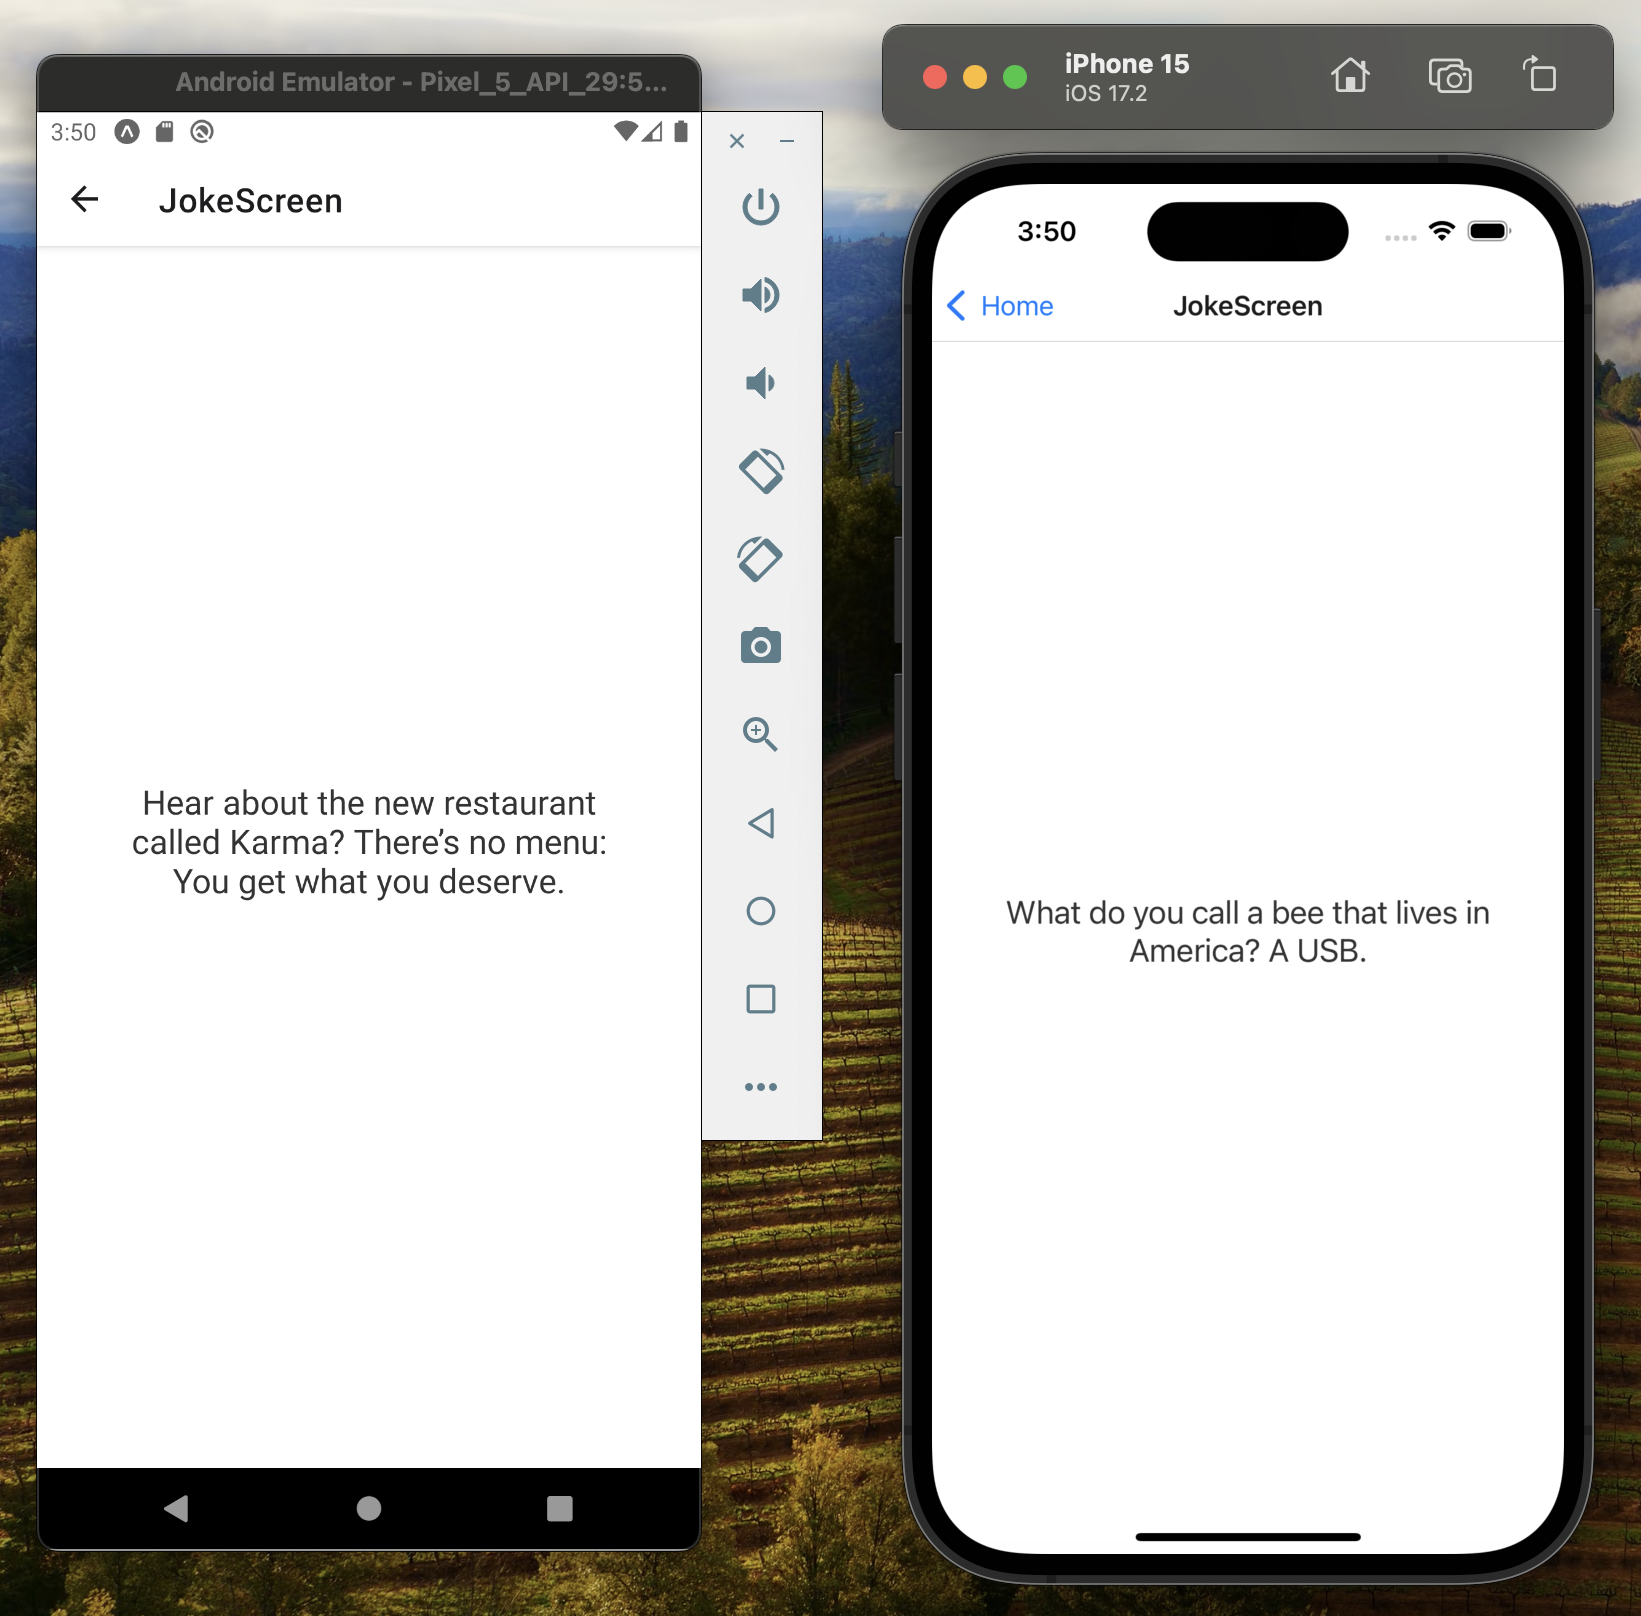 Android Emulator - Pixel_5_API_29:5...
3:50
JokeScreen
Hear about the new restaurant
called Karma? There's no menu:
You get what you deserve.
iPhone 15
iOS 17.2
3:50
Home
JokeScreen
What do you call a bee that lives in
America? A USB.